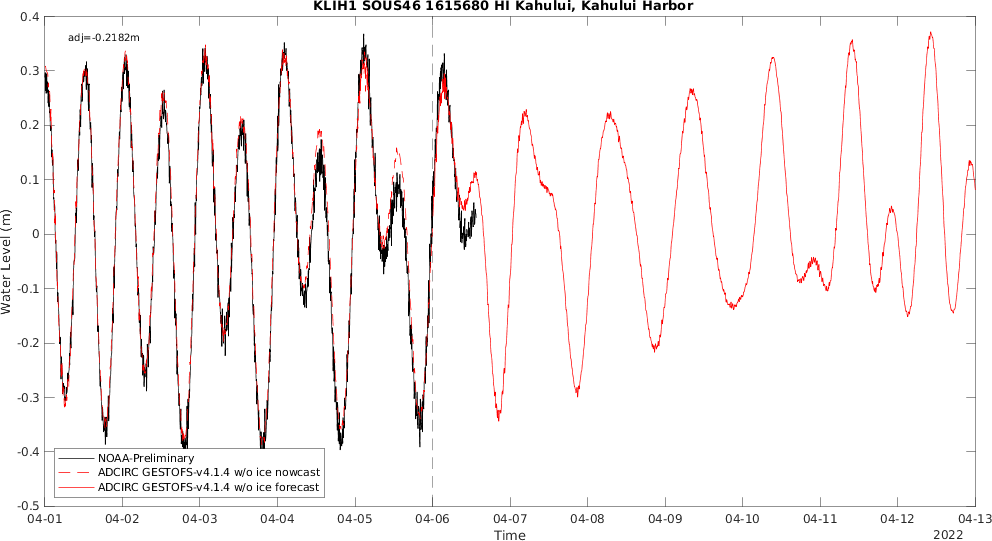 KLIH1 SOUS46 1615680 HI Kahului, Kahului Harbor
adj=-0.2182m
0.4
0.3
0.2
0.1
0
-0.1
-0.2
-0.3
-0.4
-0.5
Water Level (m)
NOAA-Preliminary
ADCIRC GESTOFS-v4.1.4 w/o ice nowcast
ADCIRC GESTOFS-v4.1.4 w/o ice forecast
04-01 04-02 04-03 04-04 04-05 04-06 04-07 04-08 04-09 04-10 04-11 04-12 04-13
Time
2022